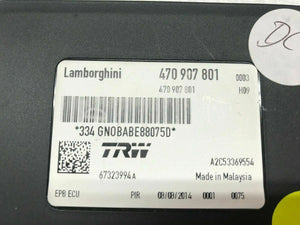 DC
Lamborghini 470 907 801 0003
470 907 801 H09
*334 GNOBABE88075D*
TRW A2C53369554
67323994A Made in Malaysia
EPB ECU PIR 08/08/2014 0001 0075